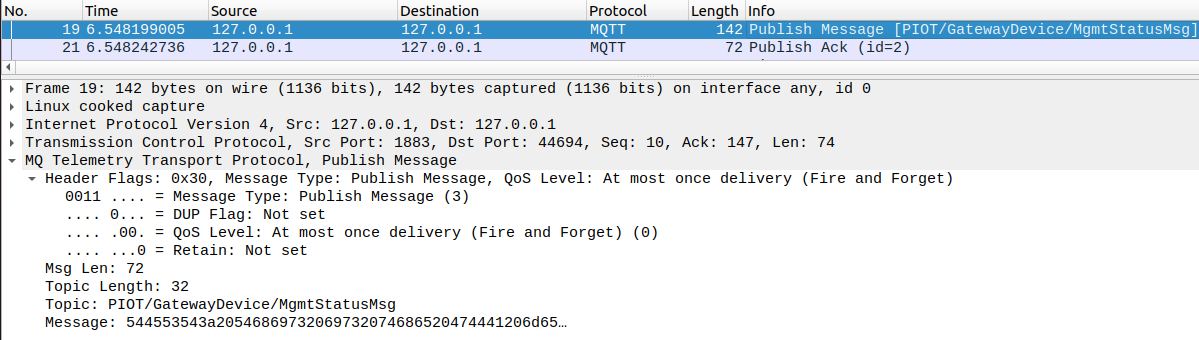 No. Time Source Destination Protocol Length Info
19 6.548199005 127.0.0.1 127.0.0.1 MQTT 142 Publish Message [PIOT/GatewayDevice/MgmtStatusMsg]
21 6.548242736 127.0.0.1 127.0.0.1 MQTT 72 Publish Ack (id=2)
Frame 19: 142 bytes on wire (1136 bits), 142 bytes captured (1136 bits) on interface any, id 0
Linux cooked capture
Internet Protocol Version 4, Src: 127.0.0.1, Dst: 127.0.0.1
Transmission Control Protocol, Src Port: 1883, Dst Port: 44694, Seq: 10, Ack: 147, Len: 74
MQ Telemetry Transport Protocol, Publish Message
Header Flags: 0x30, Message Type: Publish Message, QoS Level: At most once delivery (Fire and Forget)
0011 .... = Message Type: Publish Message (3)
.... 0... = DUP Flag: Not set
.... .00. = QoS Level: At most once delivery (Fire and Forget) (0)
.... ...0 = Retain: Not set
Msg Len: 72
Topic Length: 32
Topic: PIOT/GatewayDevice/MgmtStatusMsg
Message: 544553543a205468697320697320746865204744​41206d65…